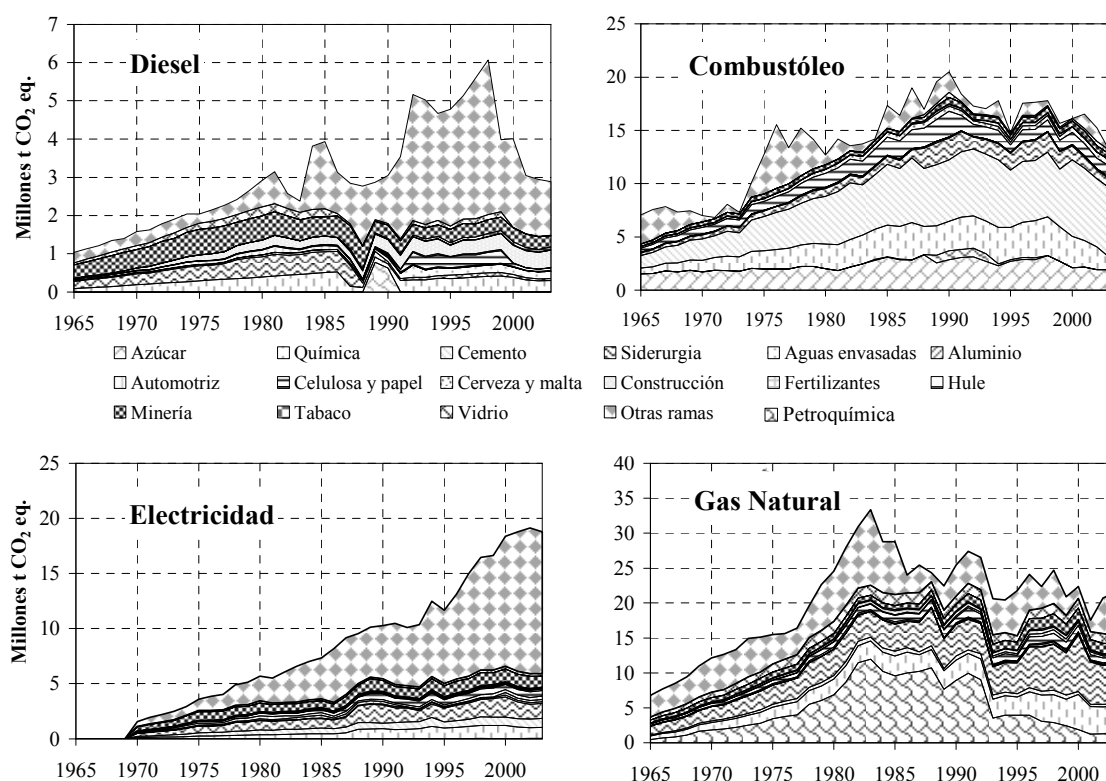 Diesel
Millones t CO2 eq.
7
6
5
4
3
2
1
0
1965 1970 1975 1980 1985 1990 1995 2000
Combustóleo
25
20
15
10
5
0
1965 1970 1975 1980 1985 1990 1995 2000
Azúcar Química Cemento Siderurgia Aguas envasadas Aluminio
Automotriz Celulosa y papel Cerveza y malta Construcción Fertilizantes Hule
Minería Tabaco Vidrio Otras ramas Petroquímica
Electricidad
Millones t CO2 eq.
25
20
15
10
5
0
1965 1970 1975 1980 1985 1990 1995 2000
Gas Natural
40
35
30
25
20
15
10
5
0
1965 1970 1975 1980 1985 1990 1995 2000